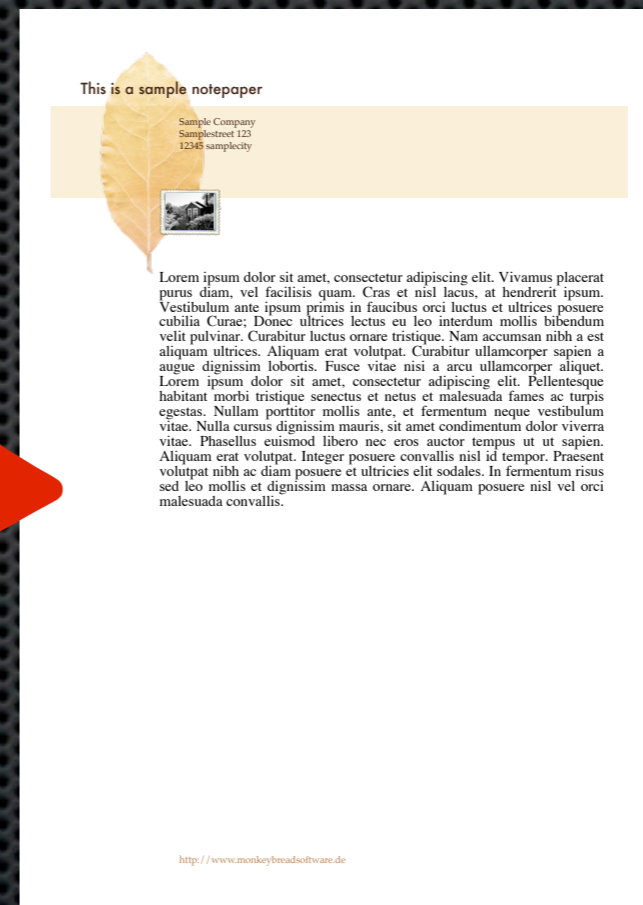 This is a sample notepaper
Sample Company
Samplestreet 123
12345 samplecity
Lorem ipsum dolor sit amet, consectetur adipiscing elit. Vivamus placerat
purus diam, vel facilisis quam. Cras et nisl lacus, at hendrerit ipsum.
Vestibulum ante ipsum primis in faucibus orci luctus et ultrices posuere
cubilia Curae; Donec ultrices lectus eu leo interdum mollis bibendum
velit pulvinar. Curabitur luctus ornare tristique. Nam accumsan nibh a est
aliquam ultrices. Aliquam erat volutpat. Curabitur ullamcorper sapien a
augue dignissim lobortis. Fusce vitae nisi a arcu ullamcorper aliquet.
Lorem ipsum dolor sit amet, consectetur adipiscing elit. Pellentesque
habitant morbi tristique senectus et netus et malesuada fames ac turpis
egestas. Nullam porttitor mollis ante, et fermentum neque vestibulum
vitae. Nulla cursus dignissim mauris, sit amet condimentum dolor viverra
vitae. Phasellus euismod libero nec eros auctor tempus ut ut sapien.
Aliquam erat volutpat. Integer posuere convallis nisl id tempor. Praesent
volutpat nibh ac diam posuere et ultricies elit sodales. In fermentum risus
sed leo mollis et dignissim massa ornare. Aliquam posuere nisl vel orci
malesuada convallis.
http://www.monkeybreadsoftware.de